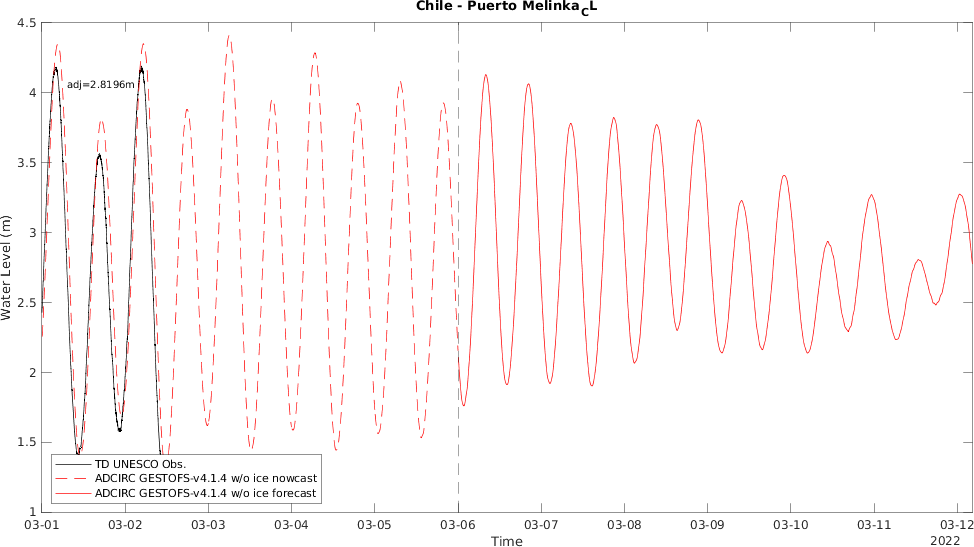 Chile - Puerto Melinka_CL
adj=2.8196m
Water Level (m)
4.5
4
3.5
3
2.5
2
1.5
1
TD UNESCO Obs.
ADCIRC GESTOFS-v4.1.4 w/o ice nowcast
ADCIRC GESTOFS-v4.1.4 w/o ice forecast
03-01 03-02 03-03 03-04 03-05 03-06 03-07 03-08 03-09 03-10 03-11 03-12
Time
2022